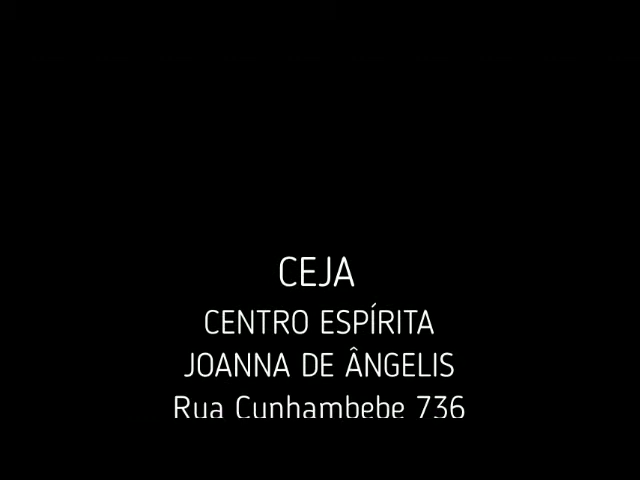 CEJA
CENTRO ESPÍRITA
JOANNA DE ÂNGELIS
Rua Cunhambebe 736